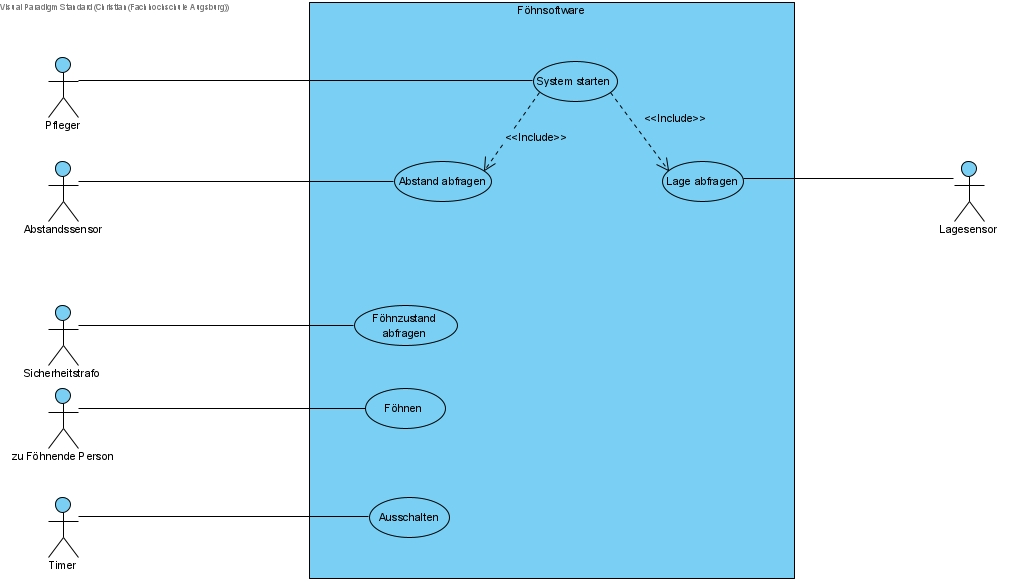 Visual Paradigm Standard (Christian (Fachhochschule Augsburg))
Föhnsoftware
System starten
Pfleger
<<Include>>
<<Include>>
Abstand abfragen
Lage abfragen
Abstandssensor
Lagesensor
Föhnzustand
abfragen
Sicherheitstrafo
Föhnen
zu Föhnende Person
Ausschalten
Timer